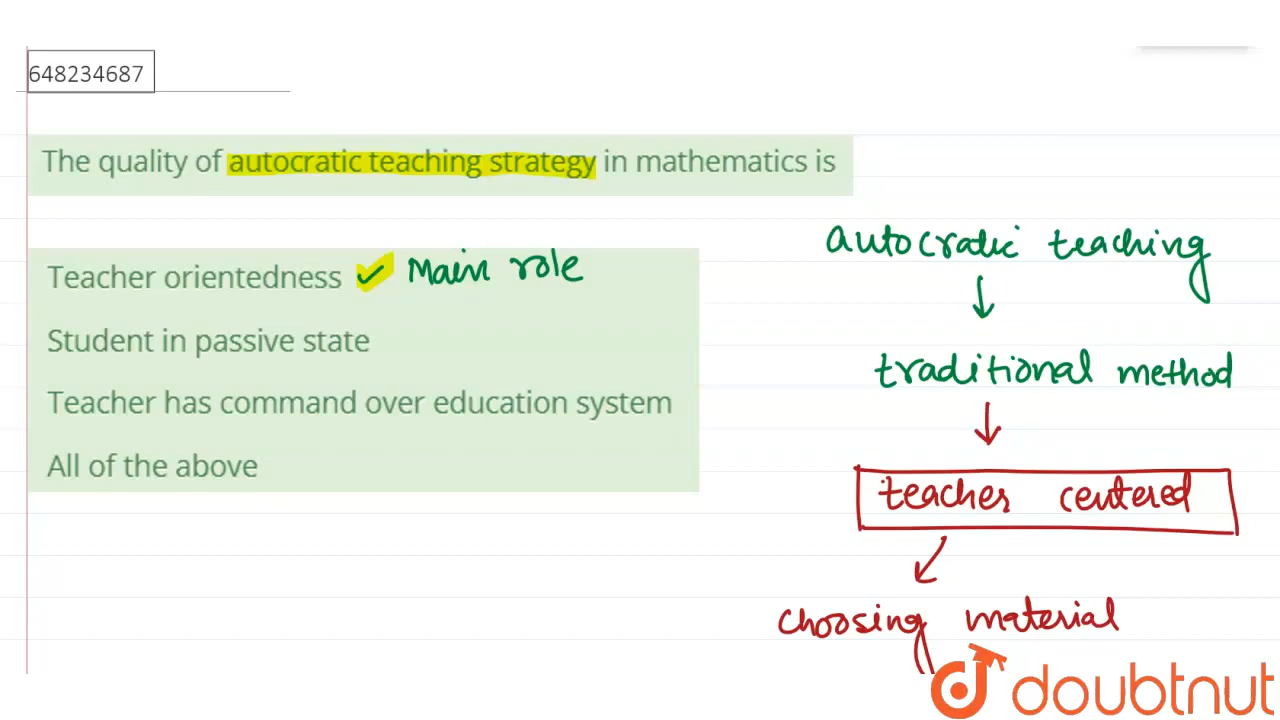 648234687
The quality of autocratic teaching strategy in mathematics is
Teacher orientedness ✓ Main role
Student in passive state
Teacher has command over education system
All of the above
autocratic teaching
↓
traditional method
↓
teacher centered
choosing material
doubtnut